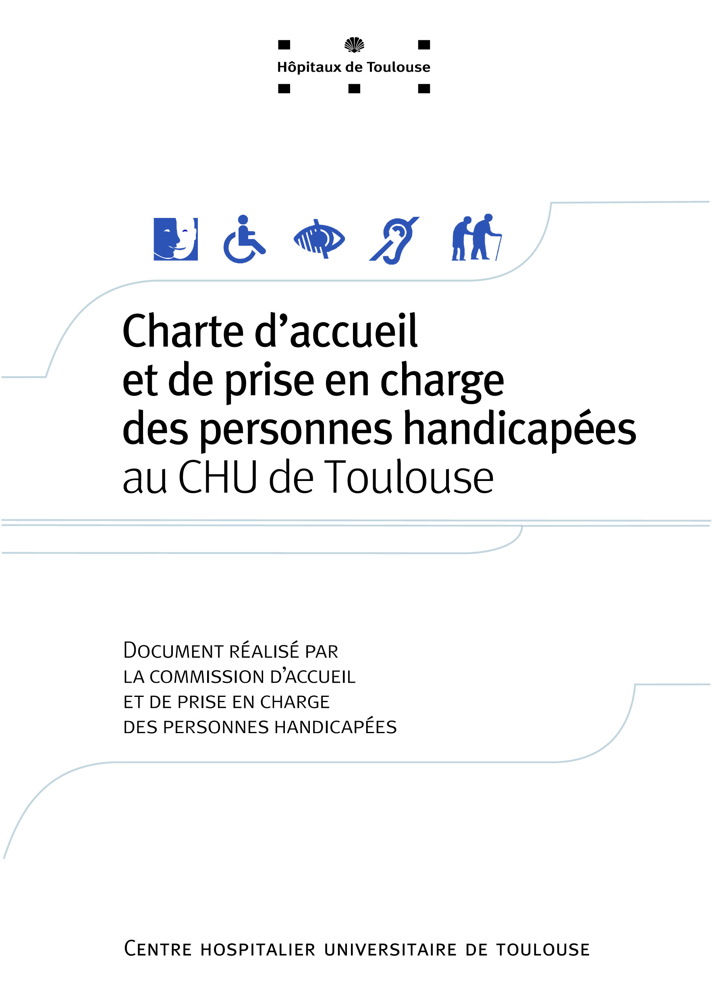 Hôpitaux de Toulouse
Charte d’accueil
et de prise en charge
des personnes handicapées
au CHU de Toulouse
Document réalisé par
la commission d’accueil
et de prise en charge
des personnes handicapées
Centre hospitalier universitaire de toulouse